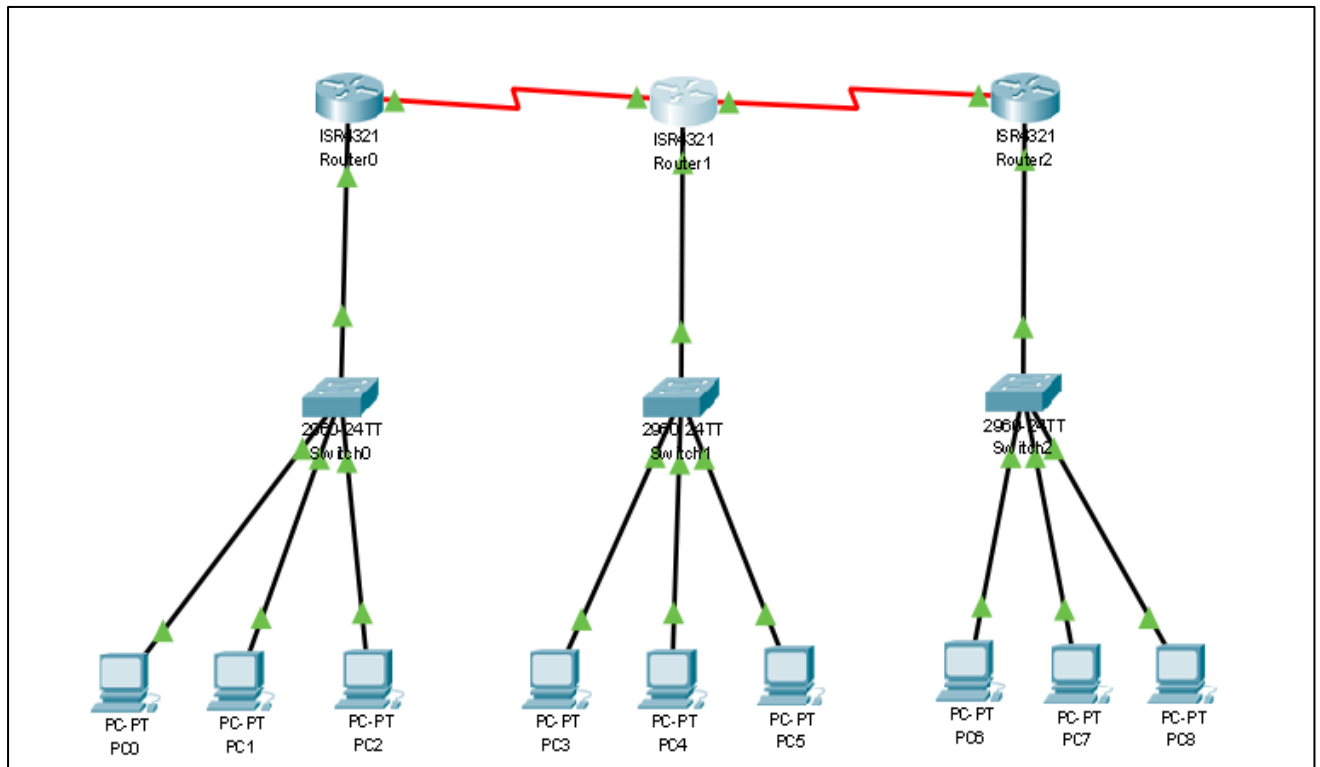 ISR4321
Router0
ISR4321
Router1
ISR4321
Router2
2960-24TT
Switch0
2960-24TT
Switch1
2960-24TT
Switch2
PC-PT
PC0
PC-PT
PC1
PC-PT
PC2
PC-PT
PC3
PC-PT
PC4
PC-PT
PC5
PC-PT
PC6
PC-PT
PC7
PC-PT
PC8